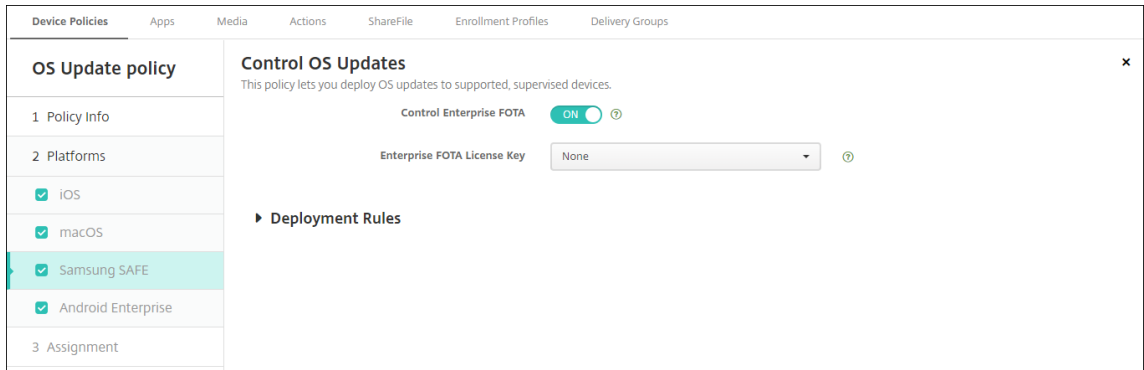 Device Policies Apps Media Actions ShareFile Enrollment Profiles Delivery Groups
OS Update policy
1 Policy Info
2 Platforms
iOS
macOS
Samsung SAFE
Android Enterprise
3 Assignment
Control OS Updates
This policy lets you deploy OS updates to supported, supervised devices.
Control Enterprise FOTA ON
Enterprise FOTA License Key None
Deployment Rules